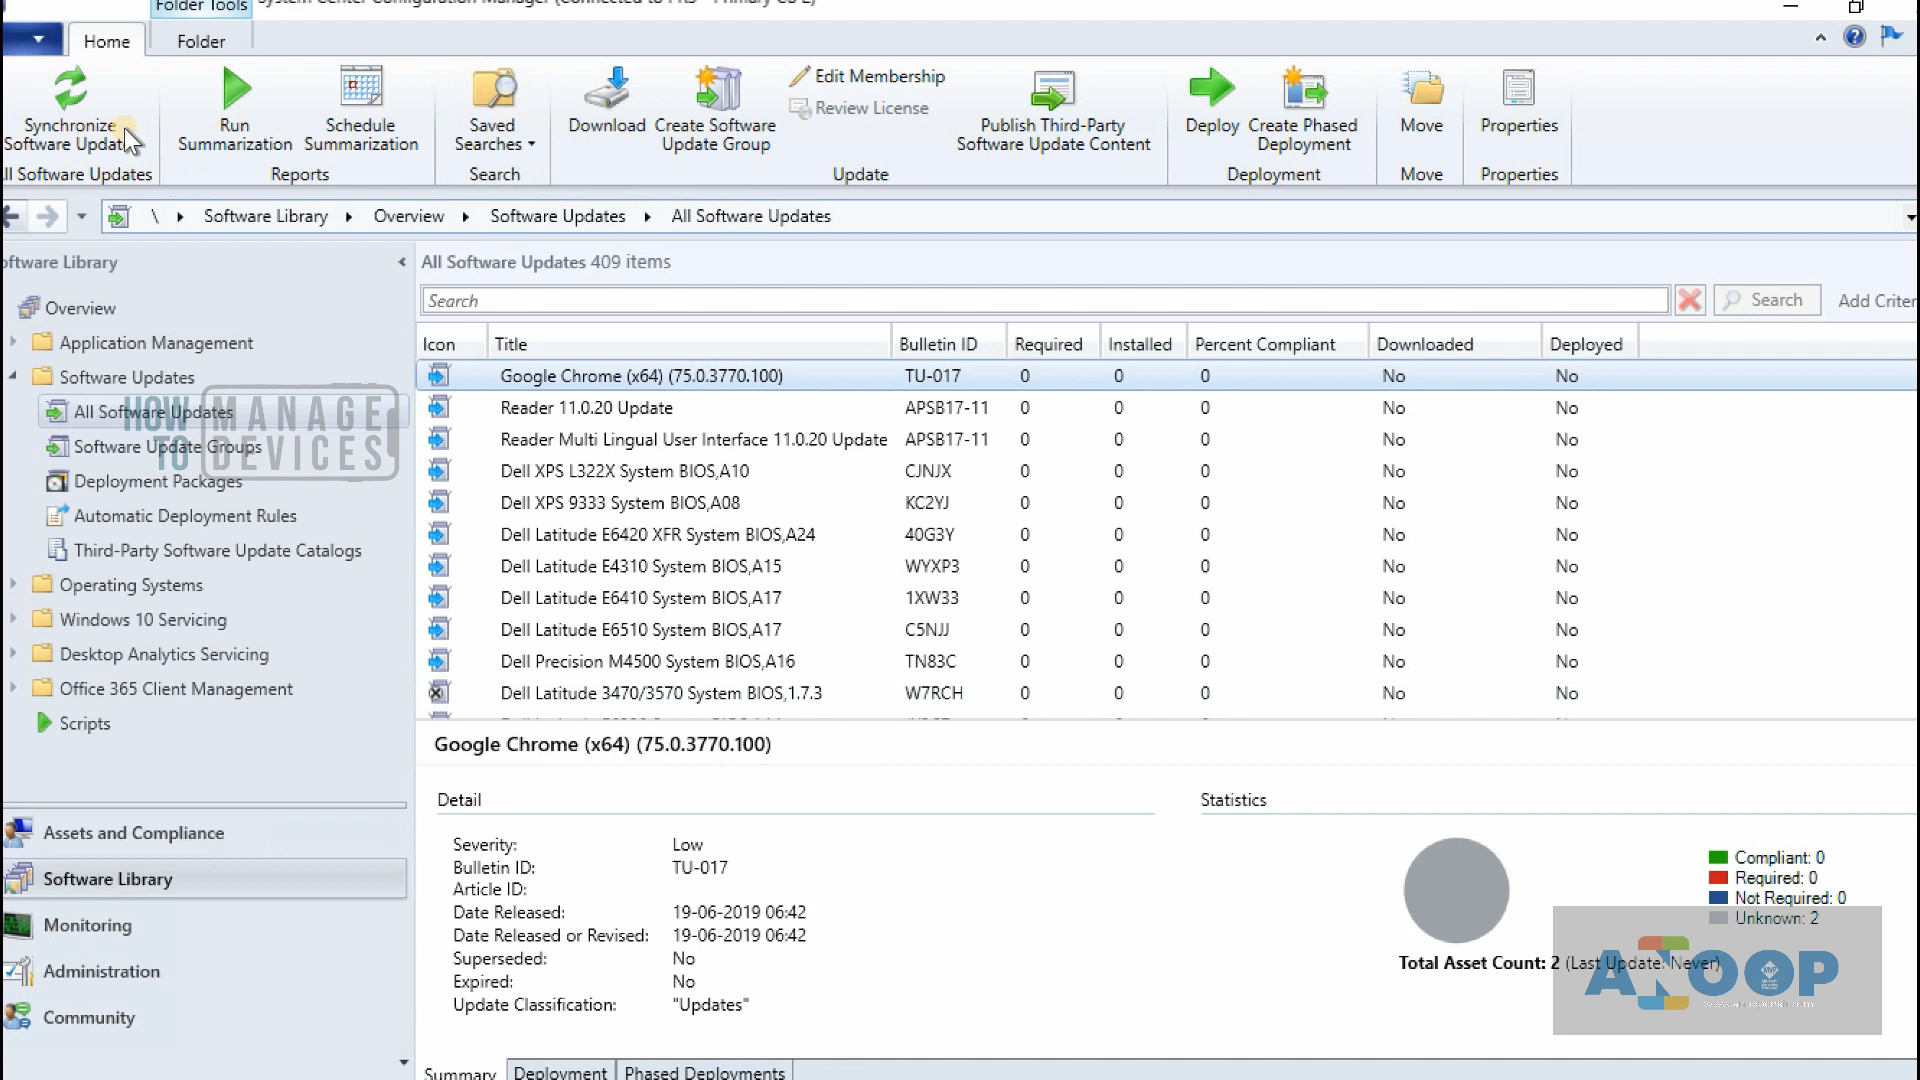 Folder Tools
System Center Configuration Manager (Connected to PRS - Primary
Home
Folder
Synchronize
Software Updat
ll Software Updates
Run
Summarization
Schedule
Summarization
Reports
Saved
Searches
Search
Download
Create Software
Update Group
Edit Membership
Review License
Publish Third-Party
Software Update Content
Update
Deploy
Create Phased
Deployment
Deployment
Move
Move
Properties
Properties
\ Software Library Overview Software Updates All Software Updates
oftware Library
Overview
Application Management
Software Updates
All Software Updates
Software Update Groups
Deployment Packages
Automatic Deployment Rules
Third-Party Software Update Catalogs
Operating Systems
Windows 10 Servicing
Desktop Analytics Servicing
Office 365 Client Management
Scripts
HOW TO
MANAGE
DEVICES
Assets and Compliance
Software Library
Monitoring
Administration
Community
All Software Updates 409 items
Search
Search
Add Criter
Icon Title Bulletin ID Required Installed Percent Compliant Downloaded Deployed
Google Chrome (x64) (75.0.3770.100) TU-017 0 0 0 No No
Reader 11.0.20 Update APSB17-11 0 0 0 No No
Reader Multi Lingual User Interface 11.0.20 Update APSB17-11 0 0 0 No No
Dell XPS L322X System BIOS,A10 CJNJX 0 0 0 No No
Dell XPS 9333 System BIOS,A08 KC2YJ 0 0 0 No No
Dell Latitude E6420 XFR System BIOS,A24 40G3Y 0 0 0 No No
Dell Latitude E4310 System BIOS,A15 WYXP3 0 0 0 No No
Dell Latitude E6410 System BIOS,A17 1XW33 0 0 0 No No
Dell Latitude E6510 System BIOS,A17 C5NJJ 0 0 0 No No
Dell Precision M4500 System BIOS,A16 TN83C 0 0 0 No No
Dell Latitude 3470/3570 System BIOS,1.7.3 W7RCH 0 0 0 No No
Google Chrome (x64) (75.0.3770.100)
Detail
Severity: Low
Bulletin ID: TU-017
Article ID:
Date Released: 19-06-2019 06:42
Date Released or Revised: 19-06-2019 06:42
Superseded: No
Expired: No
Update Classification: "Updates"
Statistics
Compliant: 0
Required: 0
Not Required: 0
Unknown: 2
Total Asset Count: 2 (Last Update: Never)
ANOOP
Summary Deployment Phased Deployments